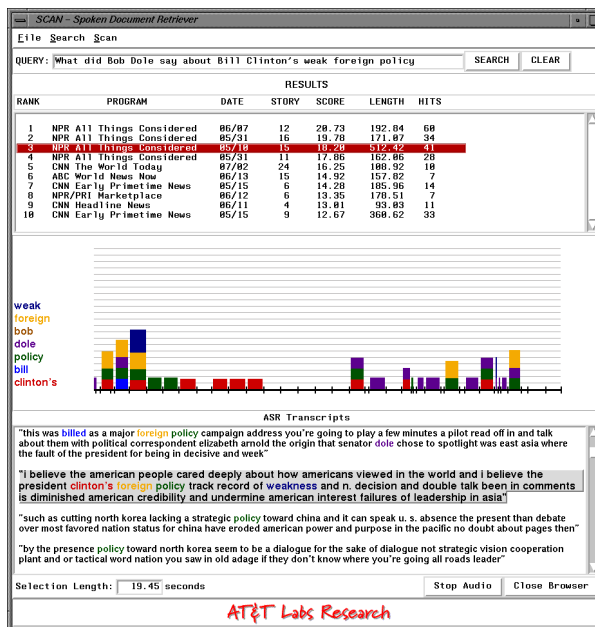 SCAN - Spoken Document Retriever
File Search Scan
QUERY: What did Bob Dole say about Bill Clinton's weak foreign policy SEARCH CLEAR
RESULTS
RANK PROGRAM DATE STORY SCORE LENGTH HITS
1 NPR All Things Considered 06/07 12 20.73 192.84 60
2 NPR All Things Considered 05/31 16 19.78 171.07 34
3 NPR All Things Considered 05/10 15 18.20 512.42 41
4 NPR All Things Considered 05/31 11 17.86 162.06 28
5 CNN The World Today 07/02 24 16.25 108.92 10
6 ABC World News Now 06/13 15 14.92 157.82 7
7 CNN Early Primetime News 05/15 6 14.28 185.96 14
8 NPR/PRI Marketplace 06/12 6 13.35 178.51 7
9 CNN Headline News 06/11 4 13.01 93.03 11
10 CNN Early Primetime News 05/15 9 12.67 360.62 33
weak
foreign
bob
dole
policy
bill
clinton's
ASR Transcripts
"this was billed as a major foreign policy campaign address you're going to play a few minutes a pilot read off in and talk
about them with political correspondent elizabeth arnold the origin that senator dole chose to spotlight was east asia where
the fault of the president for being in decisive and week"
"i believe the american people cared deeply about how americans viewed in the world and i believe the
president clinton's foreign policy track record of weakness and n. decision and double talk been in comments
is diminished american credibility and undermine american interest failures of leadership in asia"
"such as cutting north korea lacking a strategic policy toward china and it can speak u. s. absence the present than debate
over most favored nation status for china have eroded american power and purpose in the pacific no doubt about pages then"
"by the presence policy toward north korea seem to be a dialogue for the sake of dialogue not strategic vision cooperation
plant and or tactical word nation you saw in old adage if they don't know where you're going all roads leader"
Selection Length: 19.45 seconds Stop Audio Close Browser
AT&T Labs Research